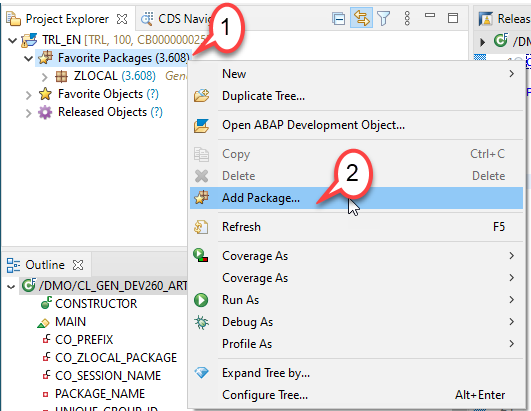 Project Explorer
CDS Navi
1
Releas
TRL_EN [TRL, 100, CB000000025
/DM
Favorite Packages (3.608)
ZLOCAL (3.608) Gen
Favorite Objects (?)
Released Objects (?)
New
Duplicate Tree...
Open ABAP Development Object...
Copy Ctrl+C
Delete Delete
2
Add Package...
Refresh F5
Coverage As
Coverage As
Run As
Debug As
Profile As
Expand Tree by...
Configure Tree... Alt+Enter
Outline
/DMO/CL_GEN_DEV260_ART
CONSTRUCTOR
MAIN
CO_PREFIX
CO_ZLOCAL_PACKAGE
CO_SESSION_NAME
PACKAGE_NAME
UNIQUE_GROUP_ID